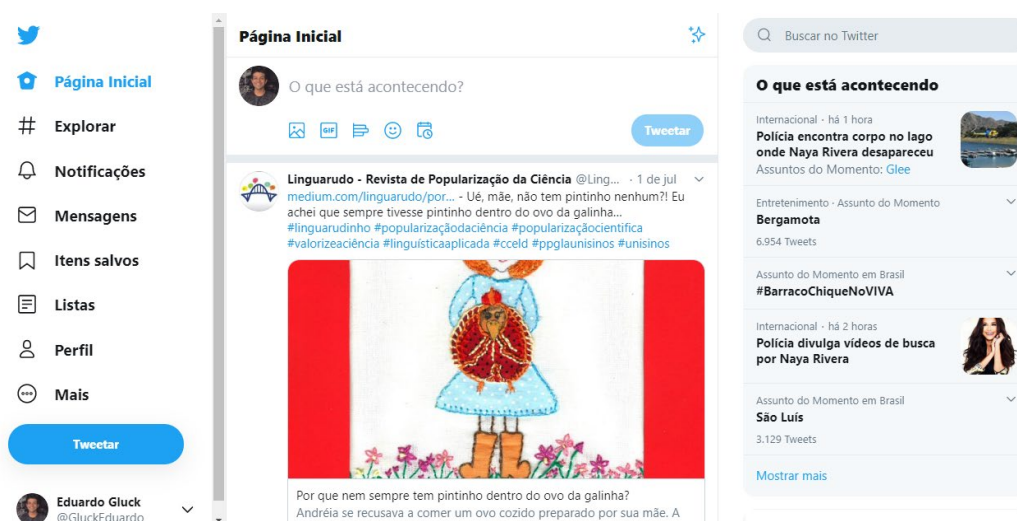 Página Inicial
Explorar
Notificações
Mensagens
Itens salvos
Listas
Perfil
Mais
Tweetar
Eduardo Gluck
@GluckEduardo
Página Inicial
O que está acontecendo?
GIF
Tweetar
Linguarudo - Revista de Popularização da Ciência @Ling... · 1 de jul
medium.com/linguarudo/por... - Ué, mãe, não tem pintinho nenhum?! Eu
achei que sempre tivesse pintinho dentro do ovo da galinha...
#linguarudinho #popularizaçãodaciência #popularizaçãocientifica
#valorizeaciência #linguísticaaplicada #cceld #ppglaunisinos #unisinos
Por que nem sempre tem pintinho dentro do ovo da galinha?
Andréia se recusava a comer um ovo cozido preparado por sua mãe. A
Buscar no Twitter
O que está acontecendo
Internacional · há 1 hora
Polícia encontra corpo no lago
onde Naya Rivera desapareceu
Assuntos do Momento: Glee
Entretenimento · Assunto do Momento
Bergamota
6.954 Tweets
Assunto do Momento em Brasil
#BarracoChiqueNoVIVA
Internacional · há 2 horas
Polícia divulga vídeos de busca
por Naya Rivera
Assunto do Momento em Brasil
São Luís
3.129 Tweets
Mostrar mais